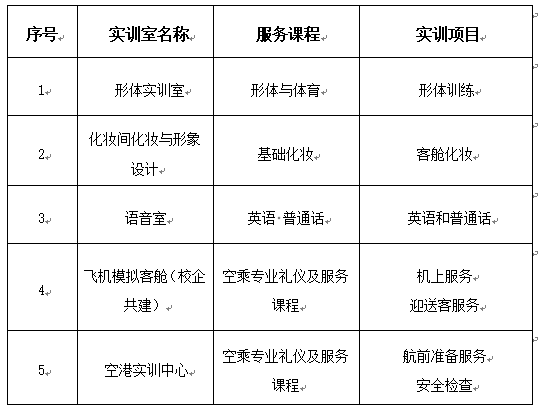 序号 实训室名称 服务课程 实训项目
1 形体实训室 形体与体育 形体训练
2 化妆间化妆与形象设计 基础化妆 客舱化妆
3 语音室 英语·普通话 英语和普通话
4 飞机模拟客舱（校企共建） 空乘专业礼仪及服务课程 机上服务 迎送客服务
5 空港实训中心 空乘专业礼仪及服务课程 航前准备服务 安全检查